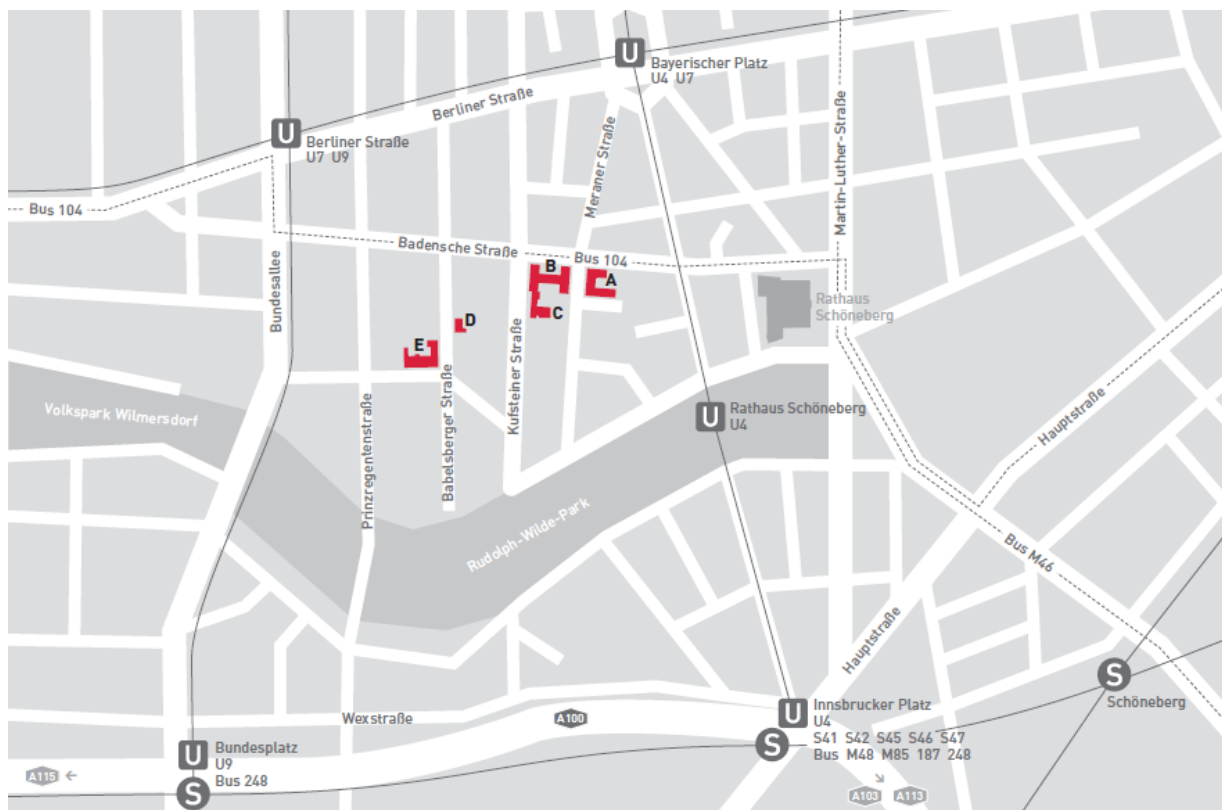 U
Bayerischer Platz
U4 U7
Berliner Straße
U
Berliner Straße
U7 U9
Meraner Straße
Martin-Luther-Straße
Bus 104
Badensche Straße
Bus 104
B
A
C
D
E
Rathaus
Schöneberg
Bundesallee
Kufsteiner Straße
Babelsberger Straße
Prinzregentenstraße
Volkspark Wilmersdorf
U
Rathaus Schöneberg
U4
Hauptstraße
Rudolph-Wilde-Park
Bus M46
Hauptstraße
S
Schöneberg
Wexstraße
A100
U
Innsbrucker Platz
U4
S
S41 S42 S45 S46 S47
Bus M48 M85 187 248
U
Bundesplatz
U9
Bus 248
S
A115 ←
↘
A103 A113